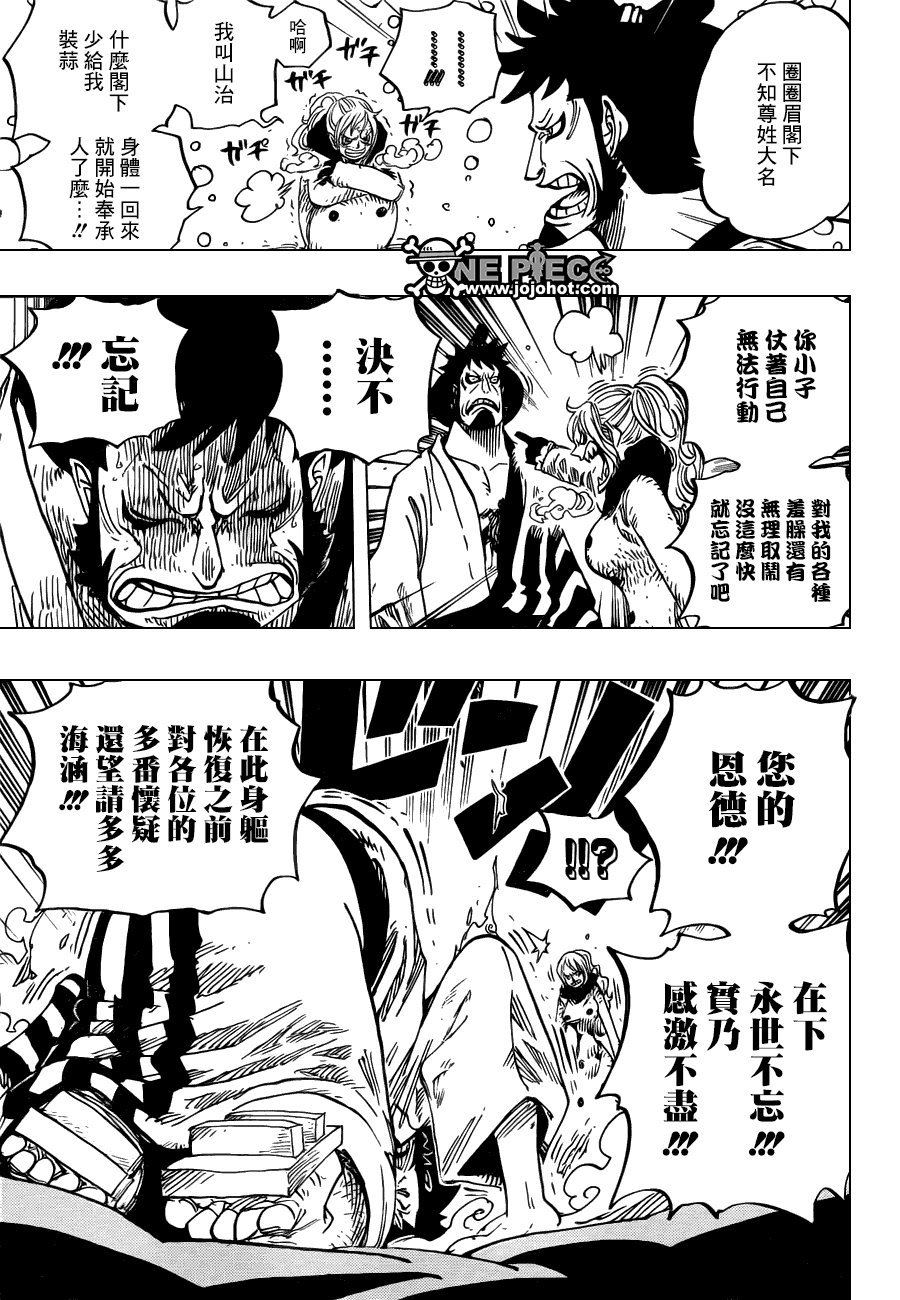 圈圈眉閣下
不知尊姓大名
………
………!!!
哈啊
我叫山治
ガチ
ガチ
ガチ
ガチ
ガチ
什麼閣下
少給我
裝蒜
身體一回來
就開始奉承
人了麼…!!
ONE PIECE
www.jojohot.com
你小子
仗著自己
無法行動
對我的各種
羞臊還有
無理取鬧
沒這麼快
就忘記了吧
決不
……
忘記
!!!
您的
恩德!!!
!!?
在下
永世不忘!!!
實乃
感激不盡!!!
在此身軀
恢復之前
對各位的
多番懷疑
還望請多多
海涵!!!